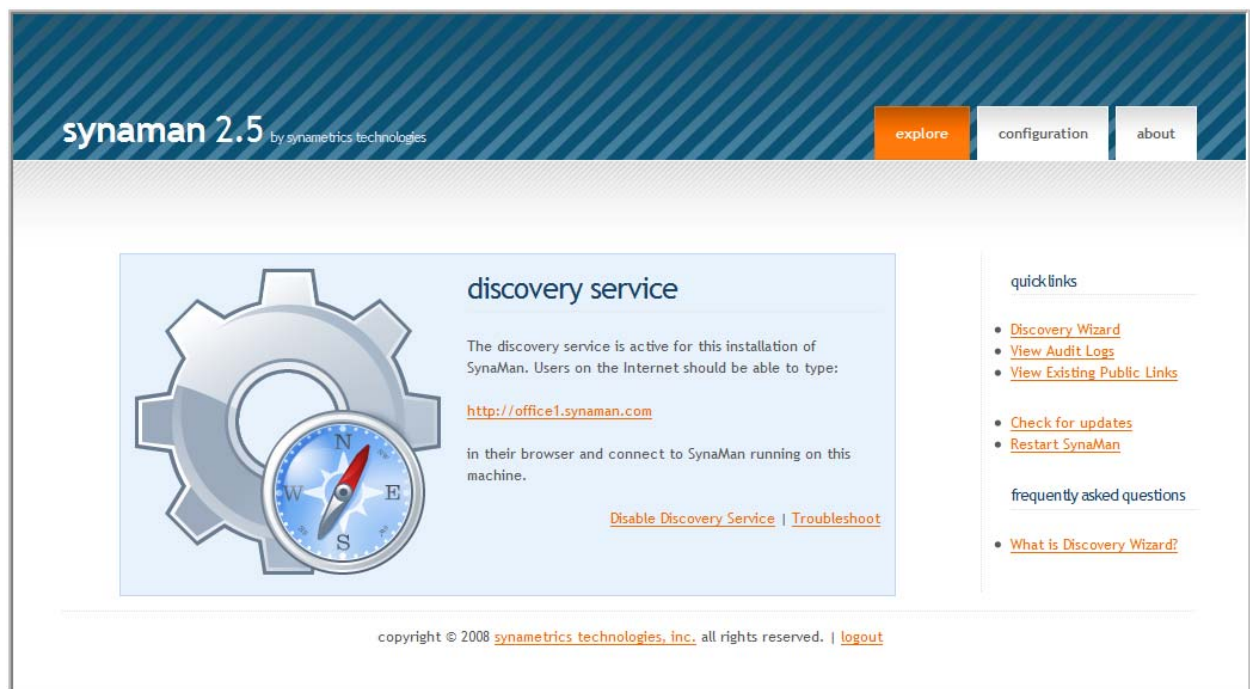 synaman 2.5 by synametrics technologies
explore configuration about
discovery service
The discovery service is active for this installation of
SynaMan. Users on the Internet should be able to type:
http://office1.synaman.com
in their browser and connect to SynaMan running on this
machine.
Disable Discovery Service | Troubleshoot
N
W E
S
quick links
Discovery Wizard
View Audit Logs
View Existing Public Links
Check for updates
Restart SynaMan
frequently asked questions
What is Discovery Wizard?
copyright © 2008 synametrics technologies, inc. all rights reserved. | logout